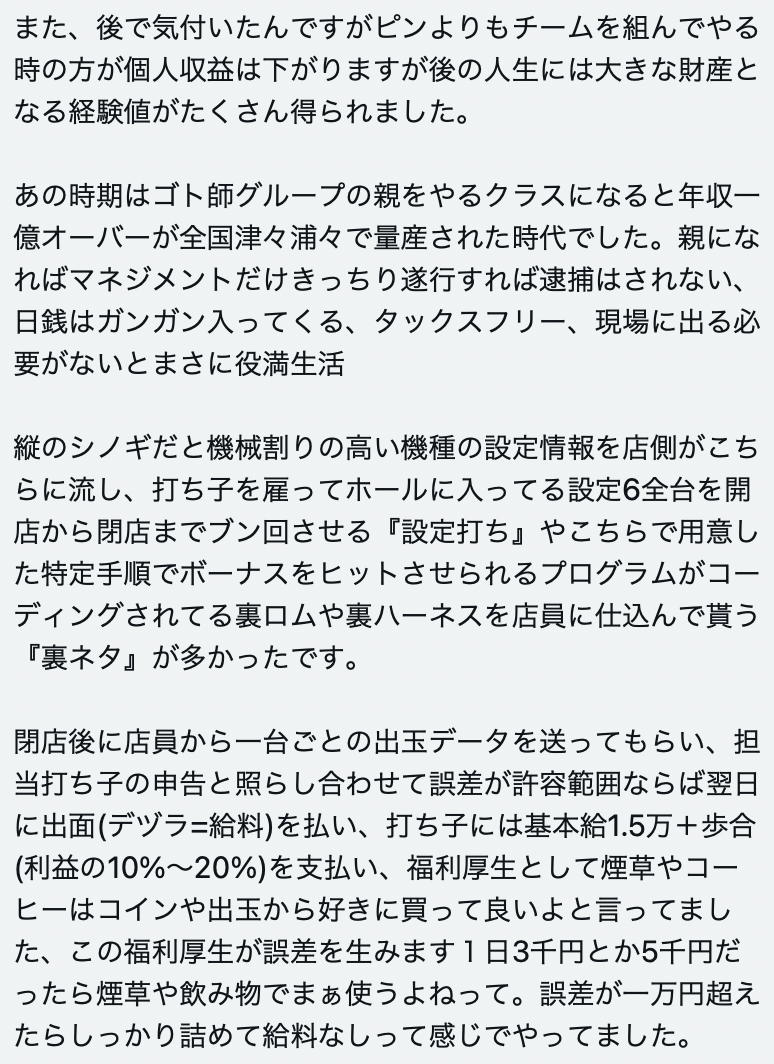 また、後で気付いたんですがピンよりもチームを組んでやる
時の方が個人収益は下がりますが後の人生には大きな財産と
なる経験値がたくさん得られました。
あの時期はゴト師グループの親をやるクラスになると年収一
億オーバーが全国津々浦々で量産された時代でした。親にな
ればマネジメントだけきっちり遂行すれば逮捕はされない、
日銭はガンガン入ってくる、タックスフリー、現場に出る必
要がないとまさに役満生活
縦のシノギだと機械割りの高い機種の設定情報を店側がこち
らに流し、打ち子を雇ってホールに入ってる設定6全台を開
店から閉店までブン回させる『設定打ち』やこちらで用意し
た特定手順でボーナスをヒットさせられるプログラムがコー
ディングされてる裏ロムや裏ハーネスを店員に仕込んで貰う
『裏ネタ』が多かったです。
閉店後に店員から一台ごとの出玉データを送ってもらい、担
当打ち子の申告と照らし合わせて誤差が許容範囲ならば翌日
に出面(デヅラ=給料)を払い、打ち子には基本給1.5万＋歩合
(利益の10%〜20%)を支払い、福利厚生として煙草やコー
ヒーはコインや出玉から好きに買って良いよと言ってまし
た、この福利厚生が誤差を生みます１日3千円とか5千円だ
ったら煙草や飲み物でまぁ使うよねって。誤差が一万円超え
たらしっかり詰めて給料なしって感じでやってました。